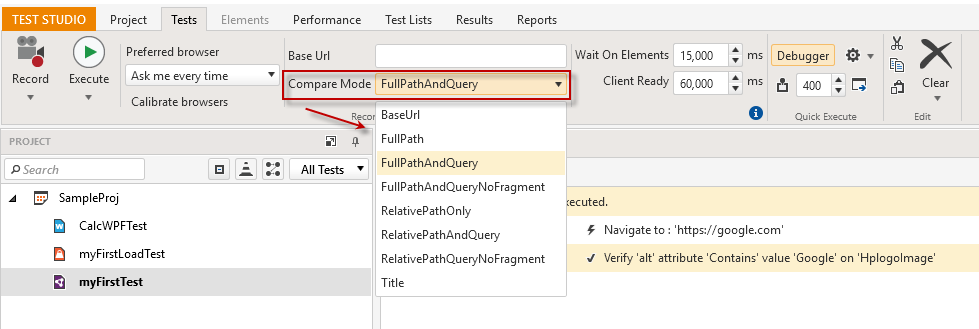 TEST STUDIO Project Tests Elements Performance Test Lists Results Reports
Record
Execute
Preferred browser
Ask me every time
Calibrate browsers
Base Url
Compare Mode FullPathAndQuery
Wait On Elements 15,000 ms
Client Ready 60,000 ms
Debugger
400
Quick Execute
Clear
Edit
Recor
BaseUrl
FullPath
FullPathAndQuery
FullPathAndQueryNoFragment
RelativePathOnly
RelativePathAndQuery
RelativePathQueryNoFragment
Title
PROJECT
Search
All Tests
SampleProj
CalcWPFTest
myFirstLoadTest
myFirstTest
xecuted.
Navigate to : 'https://google.com'
Verify 'alt' attribute 'Contains' value 'Google' on 'HplogoImage'